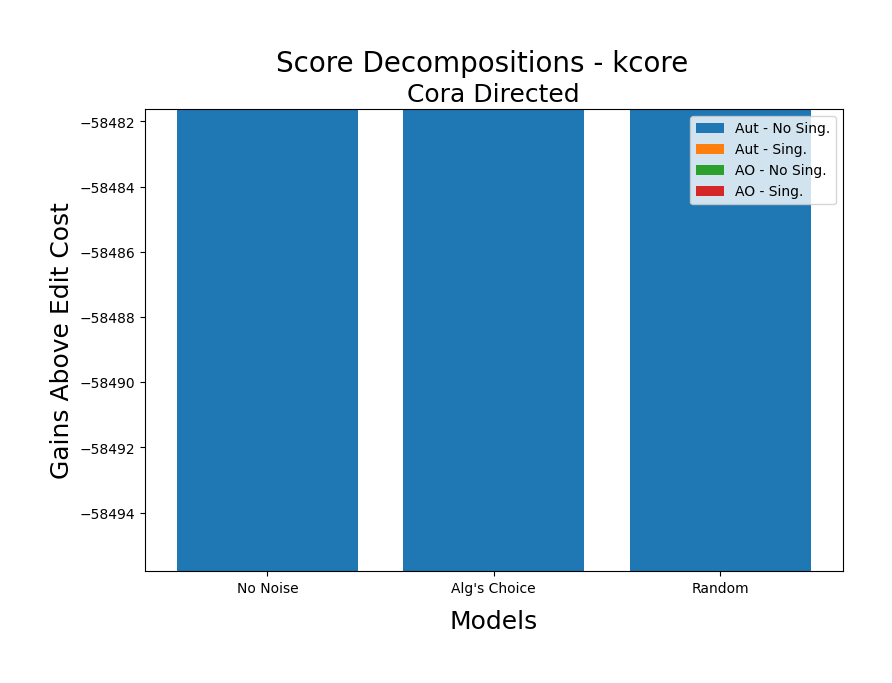 Score Decompositions - kcore
Cora Directed
Gains Above Edit Cost
−58482
−58484
−58486
−58488
−58490
−58492
−58494
Aut - No Sing.
Aut - Sing.
AO - No Sing.
AO - Sing.
No Noise
Alg's Choice
Random
Models